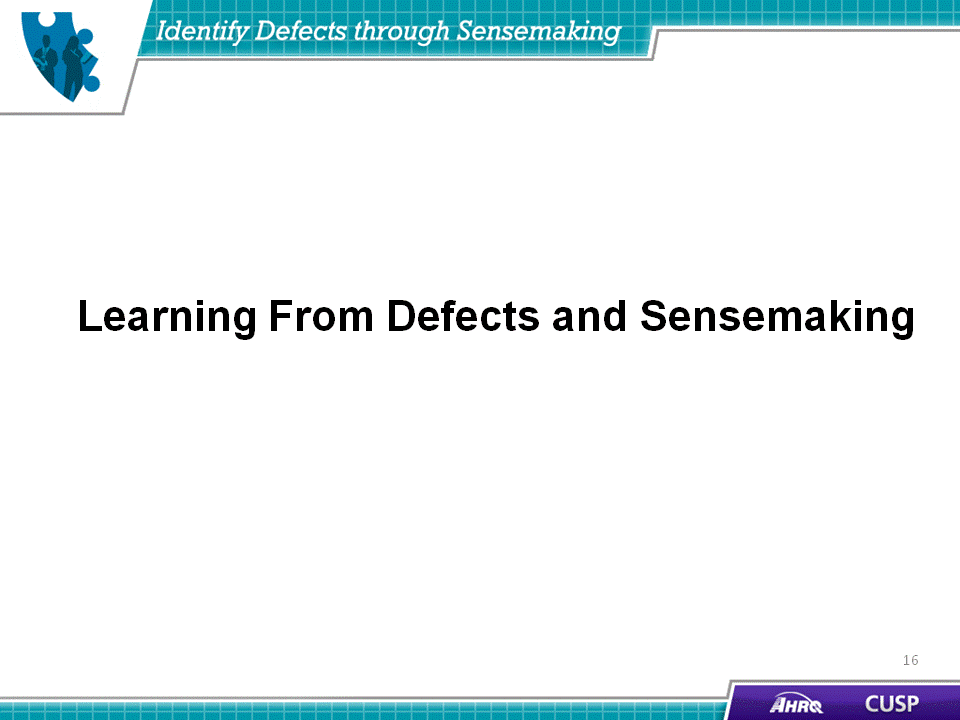 Identify Defects through Sensemaking
Learning From Defects and Sensemaking
16
AHRQ
CUSP